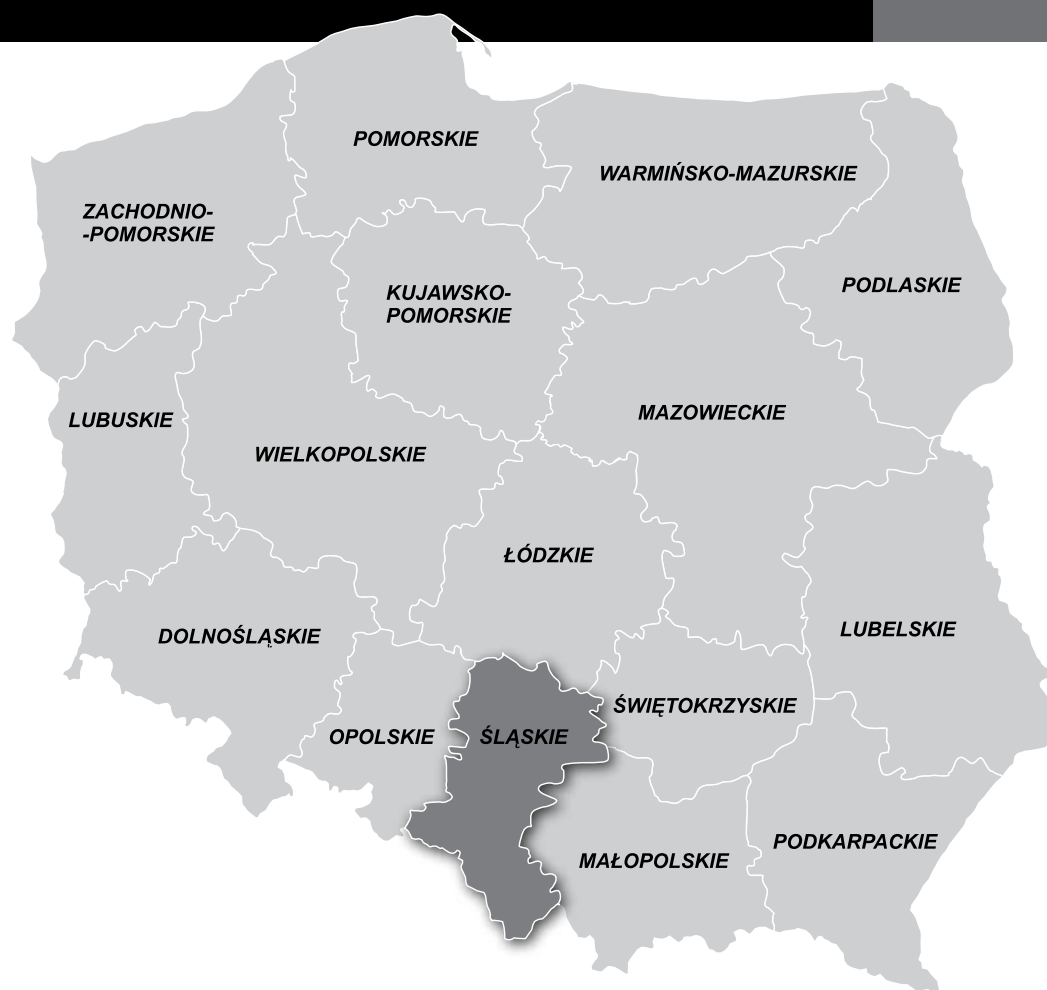 POMORSKIE
WARMIŃSKO-MAZURSKIE
ZACHODNIO-
-POMORSKIE
KUJAWSKO-
POMORSKIE
PODLASKIE
LUBUSKIE
MAZOWIECKIE
WIELKOPOLSKIE
ŁÓDZKIE
DOLNOŚLĄSKIE
LUBELSKIE
ŚWIĘTOKRZYSKIE
OPOLSKIE
ŚLĄSKIE
PODKARPACKIE
MAŁOPOLSKIE